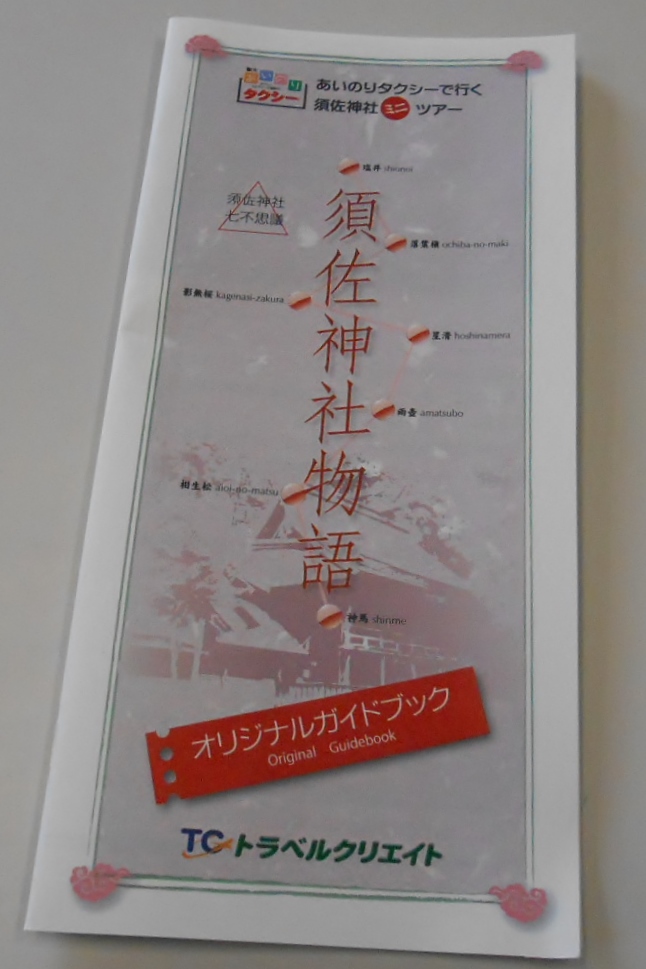 あいのり
タクシー
あいのりタクシーで行く
須佐神社ミニツアー
塩井 shionoi
須佐神社
七不思議
落葉槇 ochiba-no-maki
影無桜 kagenasi-zakura
星滑 hoshinamera
雨壷 amatsubo
相生松 aioi-no-matsu
神馬 shinme
須佐神社物語
オリジナルガイドブック
Original Guidebook
TC トラベルクリエイト